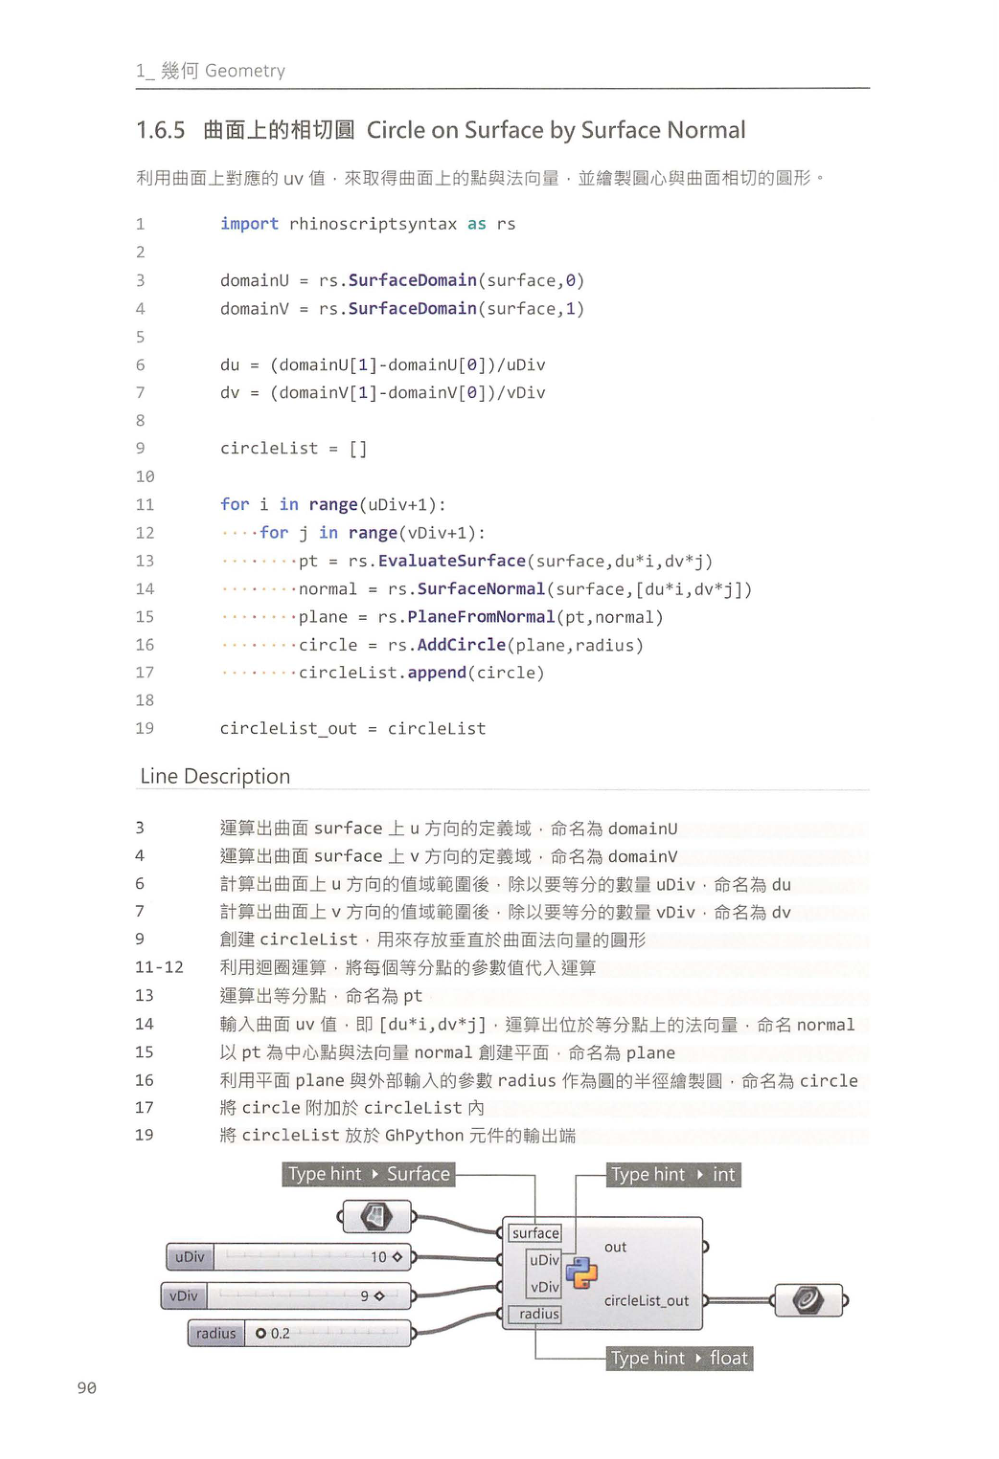 1_ 幾何 Geometry
1.6.5 曲面上的相切圓 Circle on Surface by Surface Normal
利用曲面上對應的 uv 值，來取得曲面上的點與法向量，並繪製圓心與曲面相切的圓形。
1 import rhinoscriptsyntax as rs
2
3 domainU = rs.SurfaceDomain(surface,0)
4 domainV = rs.SurfaceDomain(surface,1)
5
6 du = (domainU[1]-domainU[0])/uDiv
7 dv = (domainV[1]-domainV[0])/vDiv
8
9 circleList = []
10
11 for i in range(uDiv+1):
12 ····for j in range(vDiv+1):
13 ········pt = rs.EvaluateSurface(surface,du*i,dv*j)
14 ········normal = rs.SurfaceNormal(surface,[du*i,dv*j])
15 ········plane = rs.PlaneFromNormal(pt,normal)
16 ········circle = rs.AddCircle(plane,radius)
17 ········circleList.append(circle)
18
19 circleList_out = circleList
Line Description
3 運算出曲面 surface 上 u 方向的定義域，命名為 domainU
4 運算出曲面 surface 上 v 方向的定義域，命名為 domainV
6 計算出曲面上 u 方向的值域範圍後，除以要等分的數量 uDiv，命名為 du
7 計算出曲面上 v 方向的值域範圍後，除以要等分的數量 vDiv，命名為 dv
9 創建 circleList，用來存放垂直於曲面法向量的圓形
11-12 利用迴圈運算，將每個等分點的參數值代入運算
13 運算出等分點，命名為 pt
14 輸入曲面 uv 值，即 [du*i,dv*j]，運算出位於等分點上的法向量，命名 normal
15 以 pt 為中心點與法向量 normal 創建平面，命名為 plane
16 利用平面 plane 與外部輸入的參數 radius 作為圓的半徑繪製圓，命名為 circle
17 將 circle 附加於 circleList 內
19 將 circleList 放於 GhPython 元件的輸出端
Type hint ▸ Surface
Type hint ▸ int
surface
out
uDiv 10
uDiv
vDiv
vDiv 9
circleList_out
radius
radius 0.2
Type hint ▸ float
90